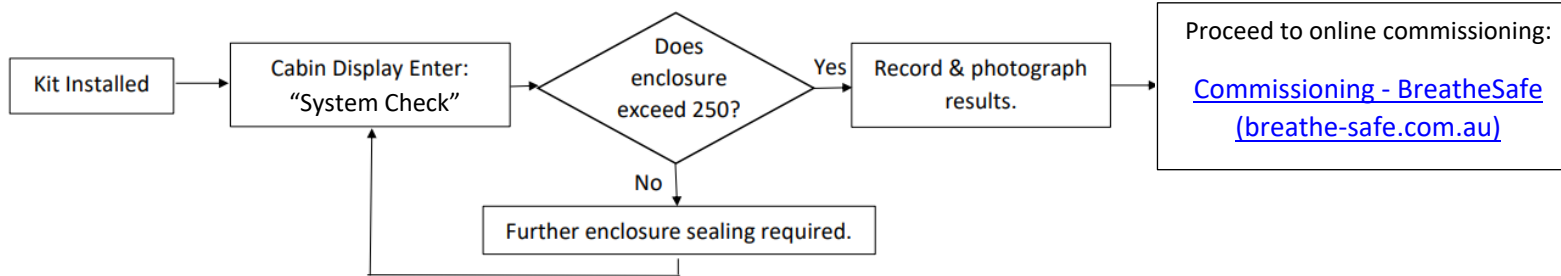 Kit Installed
Cabin Display Enter:
“System Check”
Does
enclosure
exceed 250?
Yes
Record & photograph
results.
Proceed to online commissioning:
Commissioning - BreatheSafe
(breathe-safe.com.au)
No
Further enclosure sealing required.